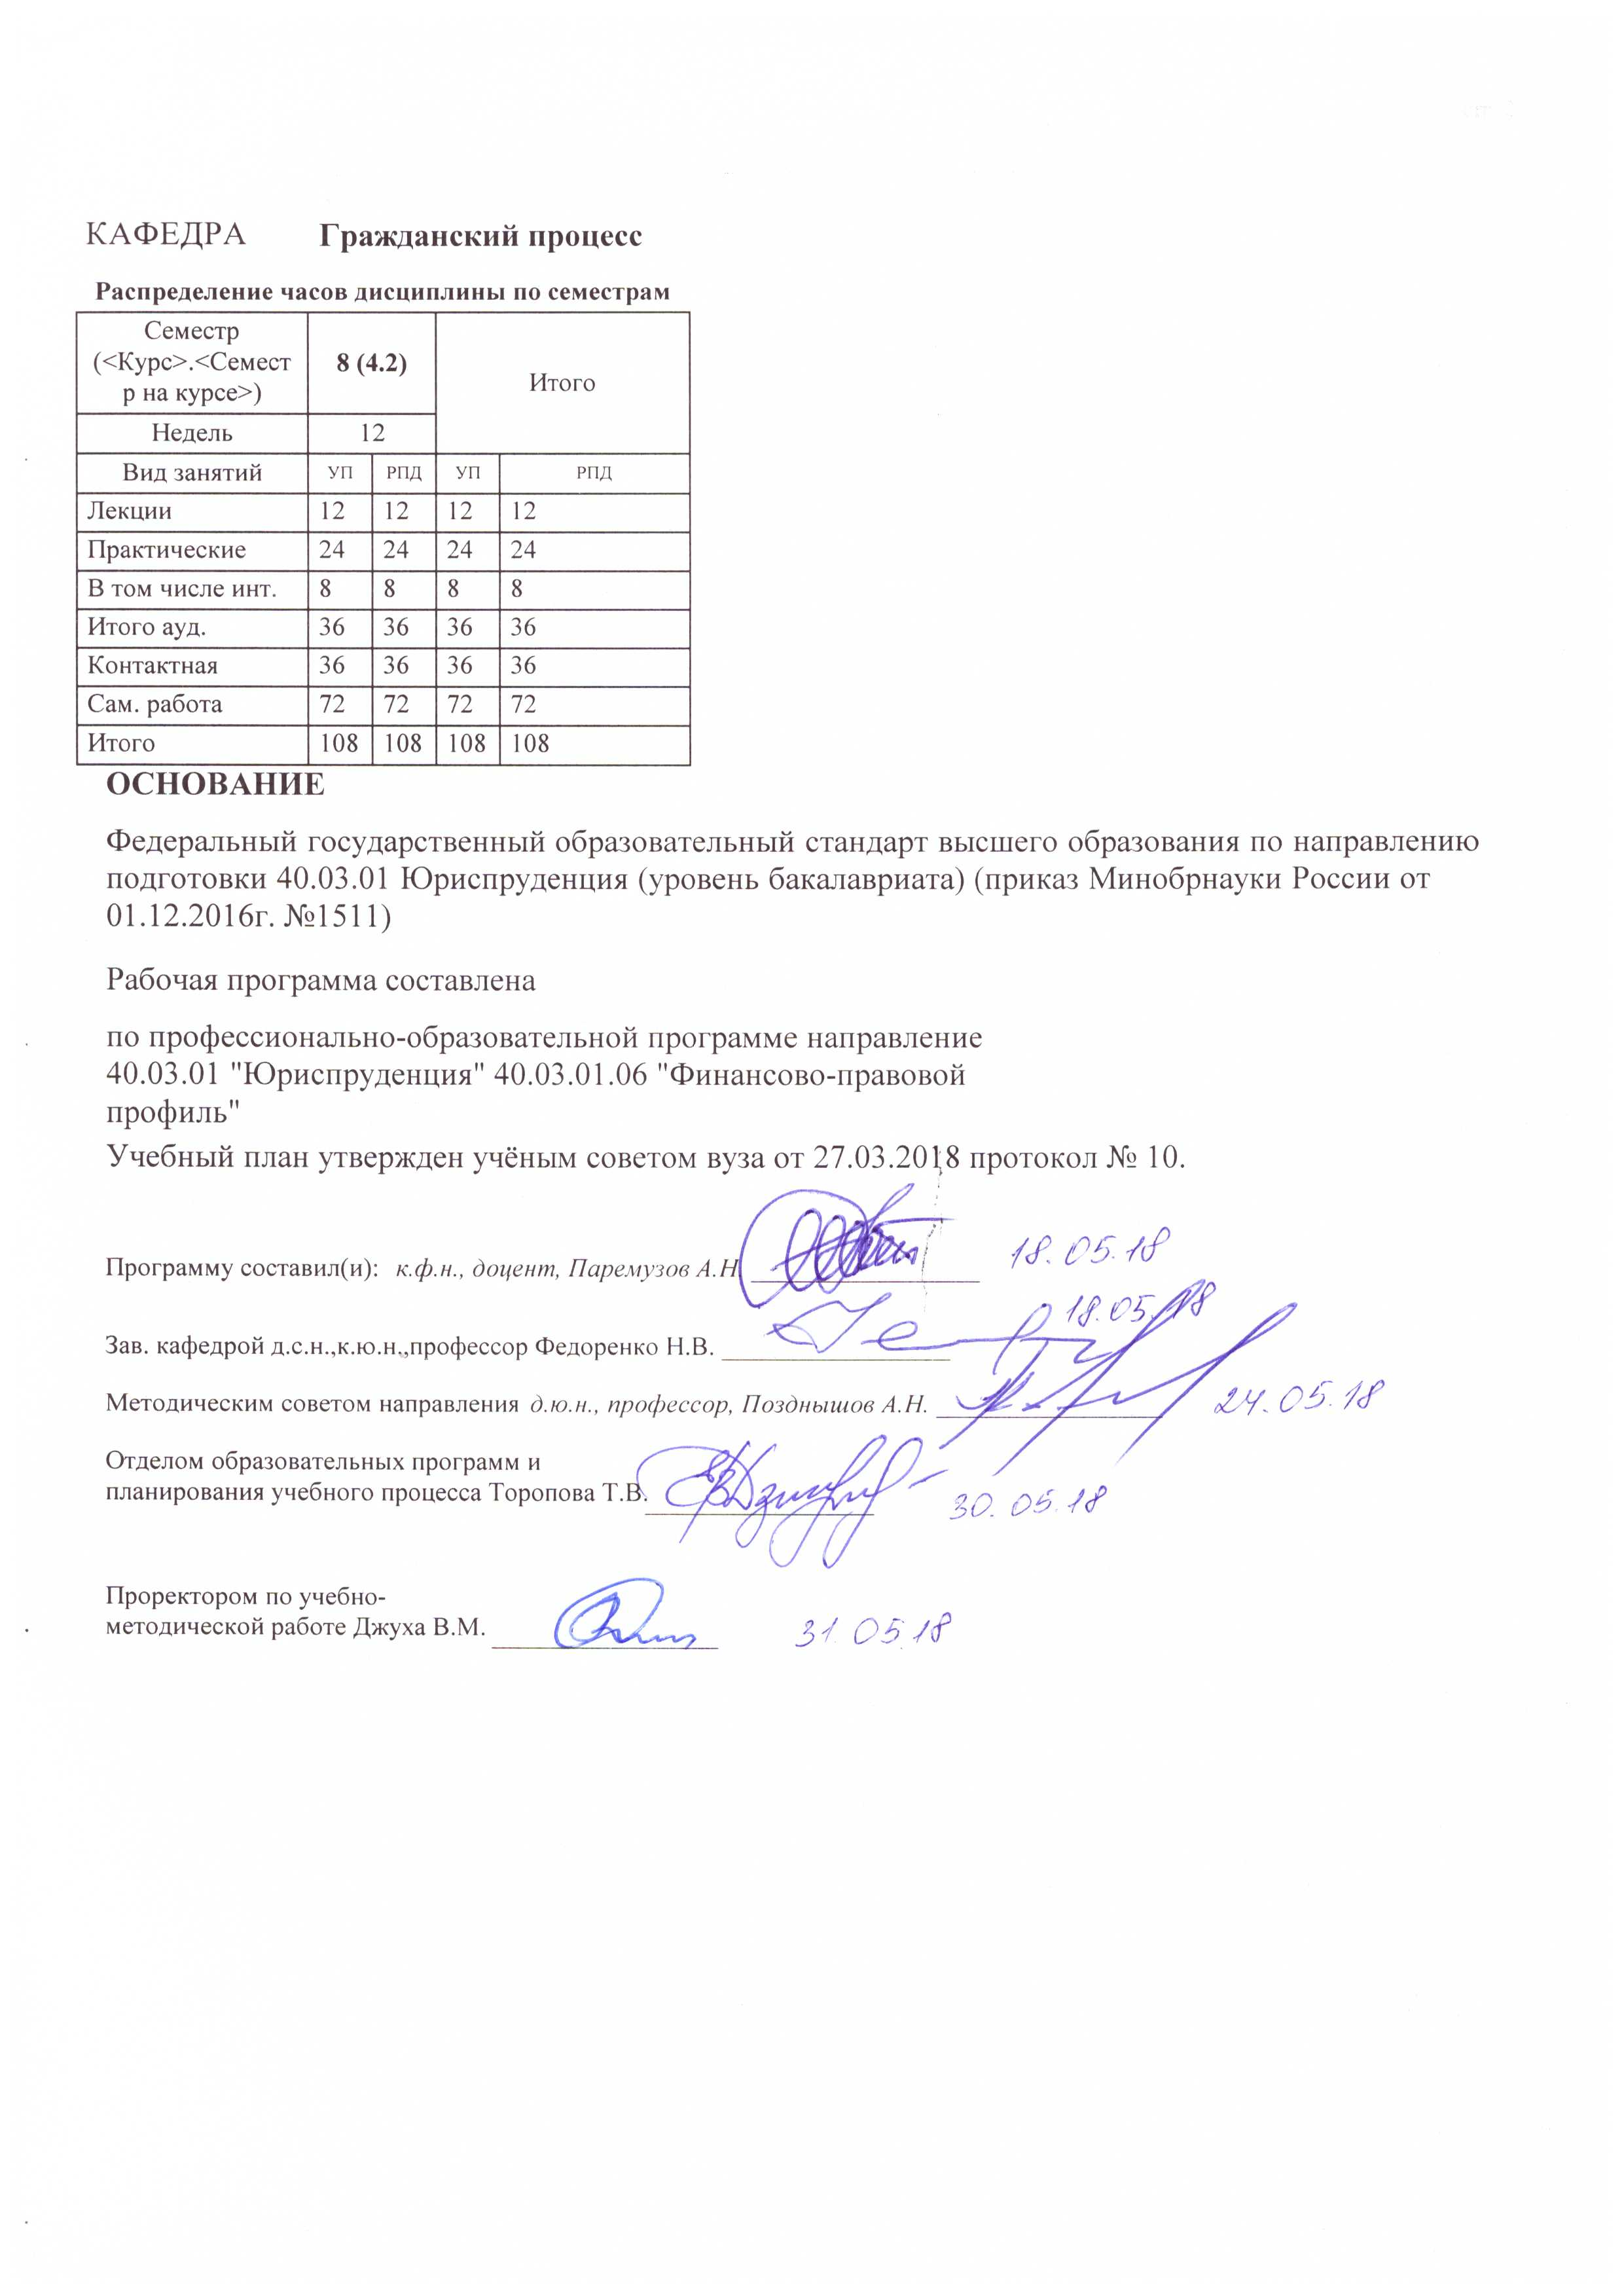 КАФЕДРА Гражданский процесс
Распределение часов дисциплины по семестрам
Семестр
(<Курс>.<Семест
р на курсе>)
8 (4.2)
Итого
Недель 12
Вид занятий УП РПД УП РПД
Лекции 12 12 12 12
Практические 24 24 24 24
В том числе инт. 8 8 8 8
Итого ауд. 36 36 36 36
Контактная 36 36 36 36
Сам. работа 72 72 72 72
Итого 108 108 108 108
ОСНОВАНИЕ
Федеральный государственный образовательный стандарт высшего образования по направлению
подготовки 40.03.01 Юриспруденция (уровень бакалавриата) (приказ Минобрнауки России от
01.12.2016г. №1511)
Рабочая программа составлена
по профессионально-образовательной программе направление
40.03.01 "Юриспруденция" 40.03.01.06 "Финансово-правовой
профиль"
Учебный план утвержден учёным советом вуза от 27.03.2018 протокол № 10.
Программу составил(и): к.ф.н., доцент, Паремузов А.Н. 18.05.18
18.05.18
Зав. кафедрой д.с.н.,к.ю.н.,профессор Федоренко Н.В.
Методическим советом направления д.ю.н., профессор, Позднышов А.Н. 24.05.18
Отделом образовательных программ и
планирования учебного процесса Торопова Т.В. 30.05.18
Проректором по учебно-
методической работе Джуха В.М. 31.05.18